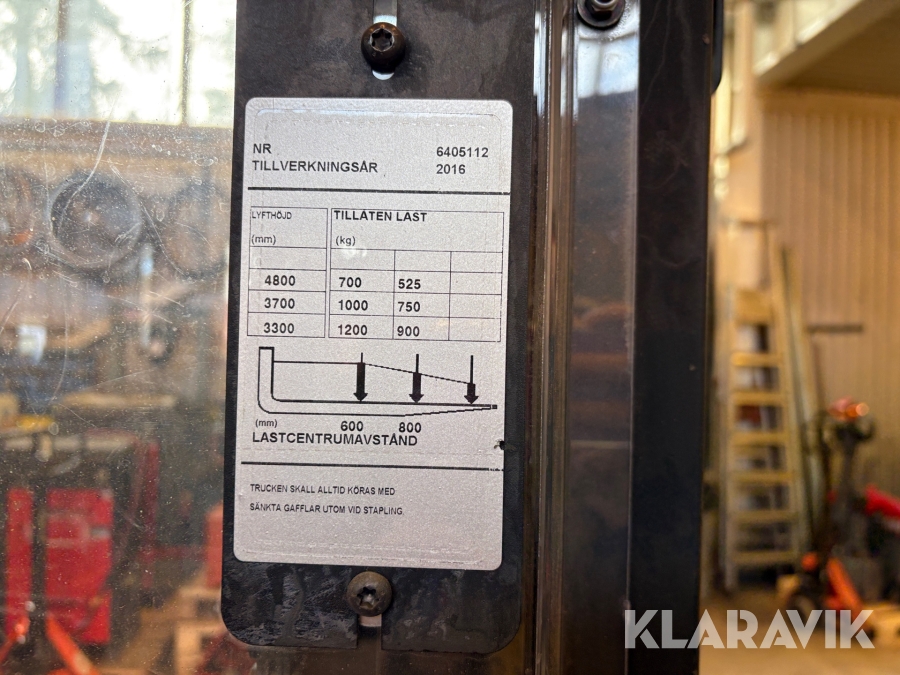 NR 6405112
TILLVERKNINGSÅR 2016
LYFTHÖJD TILLÅTEN LAST
(mm) (kg)
4800 700 525
3700 1000 750
3300 1200 900
(mm) 600 800
LASTCENTRUMAVSTÅND
TRUCKEN SKALL ALLTID KÖRAS MED
SÄNKTA GAFFLAR UTOM VID STAPLING.
KLARAVIK